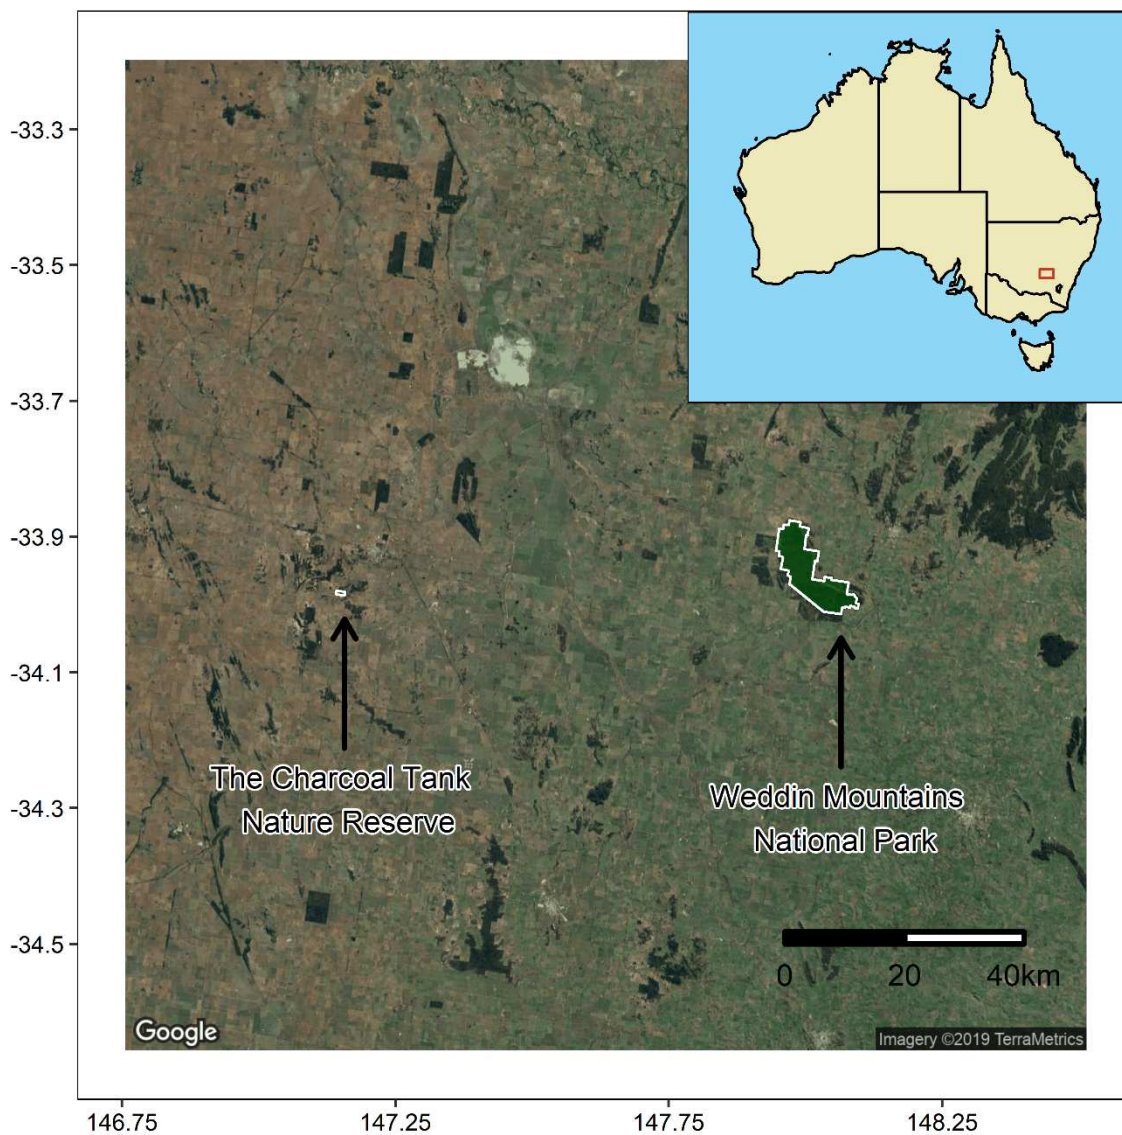 -33.3
-33.5
-33.7
-33.9
-34.1
-34.3
-34.5
The Charcoal Tank
Nature Reserve
Weddin Mountains
National Park
0 20 40km
Google
Imagery ©2019 TerraMetrics
146.75 147.25 147.75 148.25